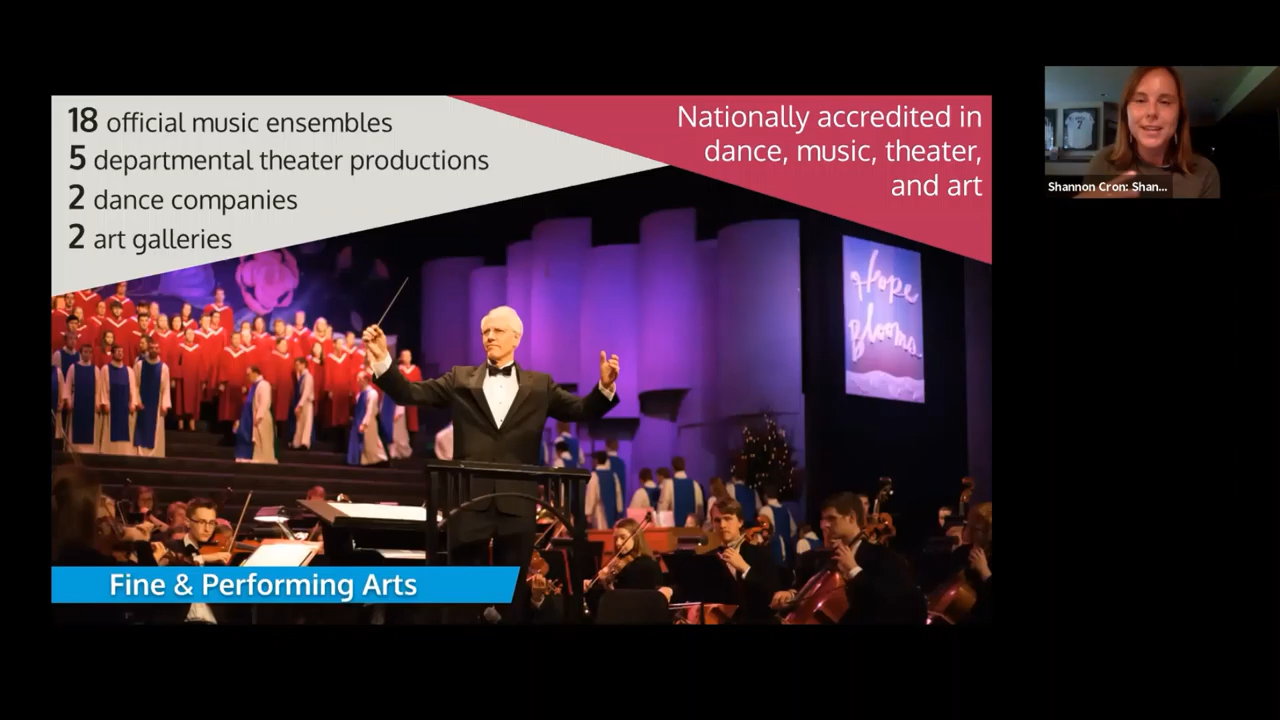 18 official music ensembles
5 departmental theater productions
2 dance companies
2 art galleries
Nationally accredited in
dance, music, theater,
and art
Shannon Cron: Shan...
Hope
Blooms
7
Fine & Performing Arts